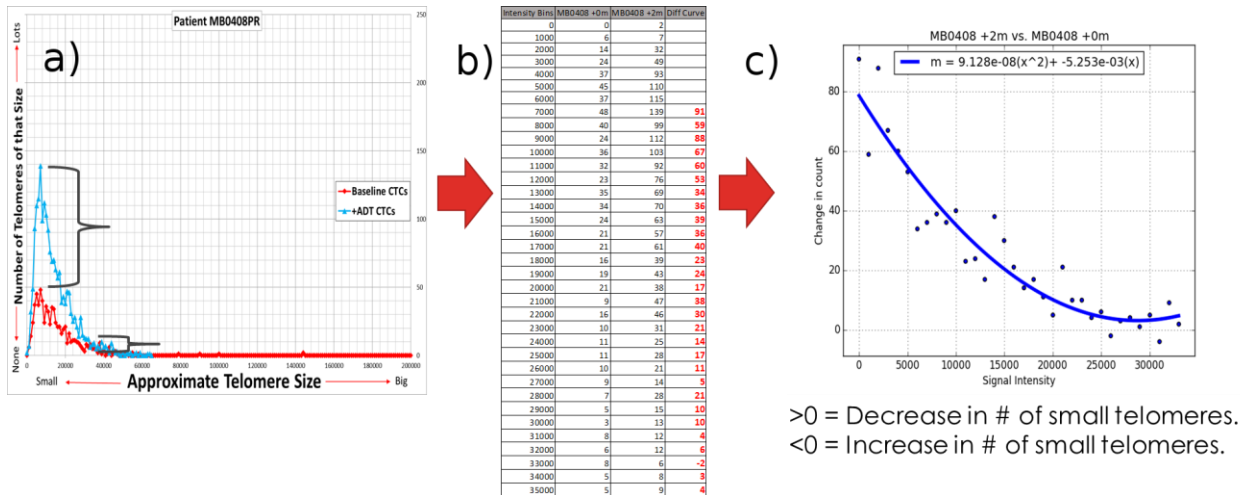 Patient MB0408PR
a)
Lots
Number of Telomeres of that Size
None
250
200
150
100
50
0
Baseline CTCs
+ADT CTCs
0 20000 40000 60000 80000 100000 120000 140000 160000 180000 200000
Small Approximate Telomere Size Big
b)
Intensity Bins MB0408 +0m MB0408 +2m Diff Curve
0 0 2
1000 6 7
2000 14 32
3000 24 49
4000 37 93
5000 45 110
6000 37 115
7000 48 139 91
8000 40 99 59
9000 24 112 88
10000 36 103 67
11000 32 92 60
12000 23 76 53
13000 35 69 34
14000 34 70 36
15000 24 63 39
16000 21 57 36
17000 21 61 40
18000 16 39 23
19000 19 43 24
20000 21 38 17
21000 9 47 38
22000 16 46 30
23000 10 31 21
24000 11 25 14
25000 11 28 17
26000 10 21 11
27000 9 14 5
28000 7 28 21
29000 5 15 10
30000 3 13 10
31000 8 12 4
32000 6 12 6
33000 8 6 -2
34000 5 8 3
35000 5 9 4
c)
MB0408 +2m vs. MB0408 +0m
m = 9.128e-08(x^2)+ -5.253e-03(x)
Change in count
80
60
40
20
0
0 5000 10000 15000 20000 25000 30000
Signal Intensity
>0 = Decrease in # of small telomeres.
<0 = Increase in # of small telomeres.